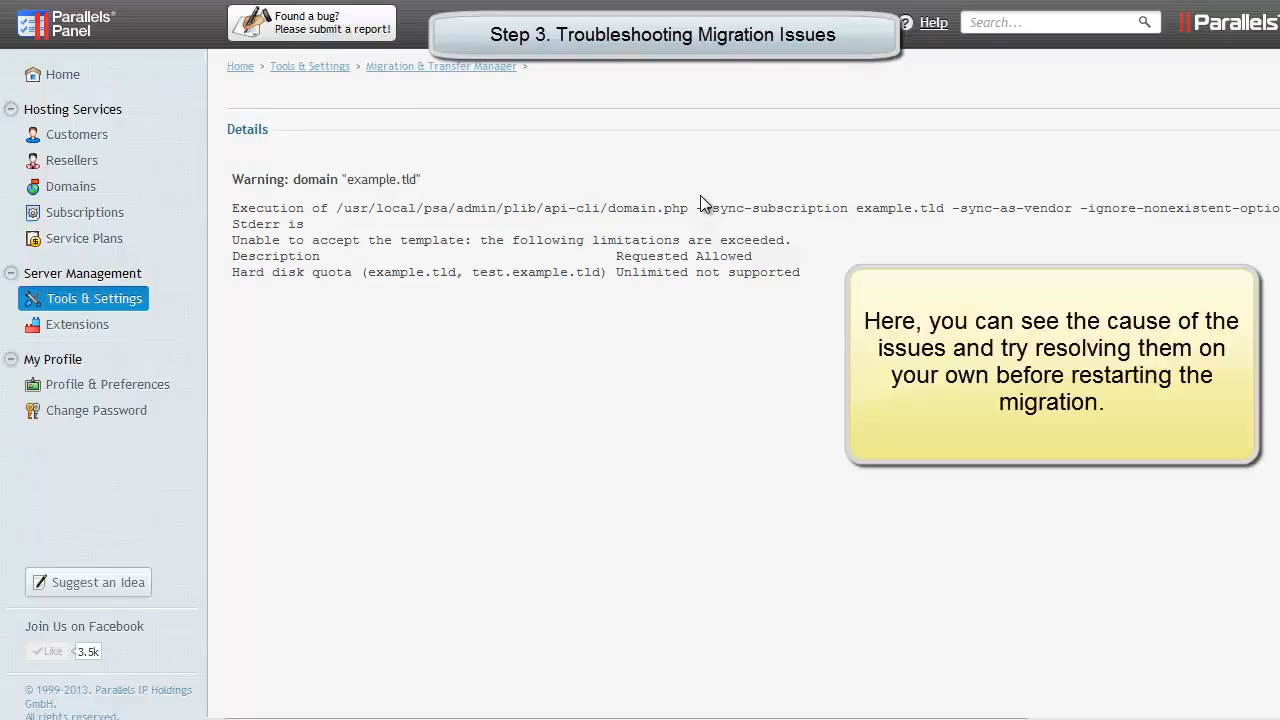 Parallels®
Panel
Found a bug?
Please submit a report!
Step 3. Troubleshooting Migration Issues
Help
Search...
Parallels
Home
Hosting Services
Customers
Resellers
Domains
Subscriptions
Service Plans
Server Management
Tools & Settings
Extensions
My Profile
Profile & Preferences
Change Password
Suggest an Idea
Join Us on Facebook
Like 3.5k
© 1999-2013. Parallels IP Holdings
GmbH.
All rights reserved.
Home > Tools & Settings > Migration & Transfer Manager >
Details
Warning: domain "example.tld"
Execution of /usr/local/psa/admin/plib/api-cli/domain.php --sync-subscription example.tld -sync-as-vendor -ignore-nonexistent-optio
Stderr is
Unable to accept the template: the following limitations are exceeded.
Description Requested Allowed
Hard disk quota (example.tld, test.example.tld) Unlimited not supported
Here, you can see the cause of the
issues and try resolving them on
your own before restarting the
migration.